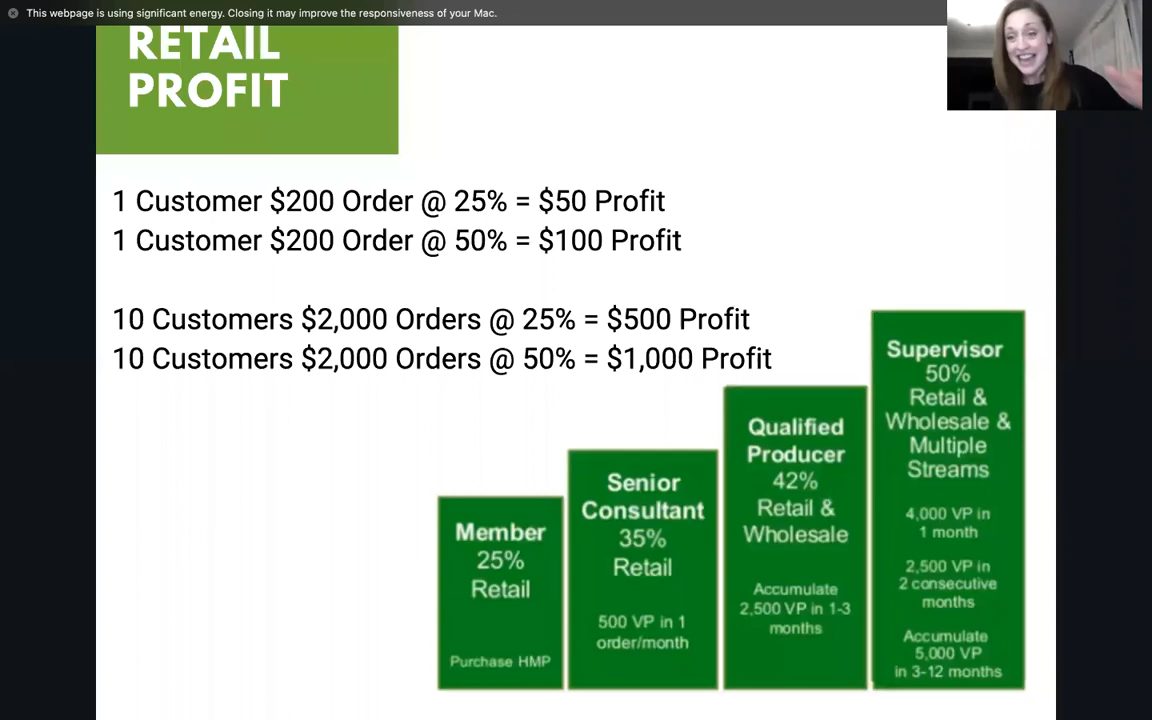 This webpage is using significant energy. Closing it may improve the responsiveness of your Mac.
RETAIL
PROFIT
1 Customer $200 Order @ 25% = $50 Profit
1 Customer $200 Order @ 50% = $100 Profit
10 Customers $2,000 Orders @ 25% = $500 Profit
10 Customers $2,000 Orders @ 50% = $1,000 Profit
Member
25%
Retail
Purchase HMP
Senior
Consultant
35%
Retail
500 VP in 1
order/month
Qualified
Producer
42%
Retail &
Wholesale
Accumulate
2,500 VP in 1-3
months
Supervisor
50%
Retail &
Wholesale &
Multiple
Streams
4,000 VP in
1 month
2,500 VP in
2 consecutive
months
Accumulate
5,000 VP
in 3-12 months